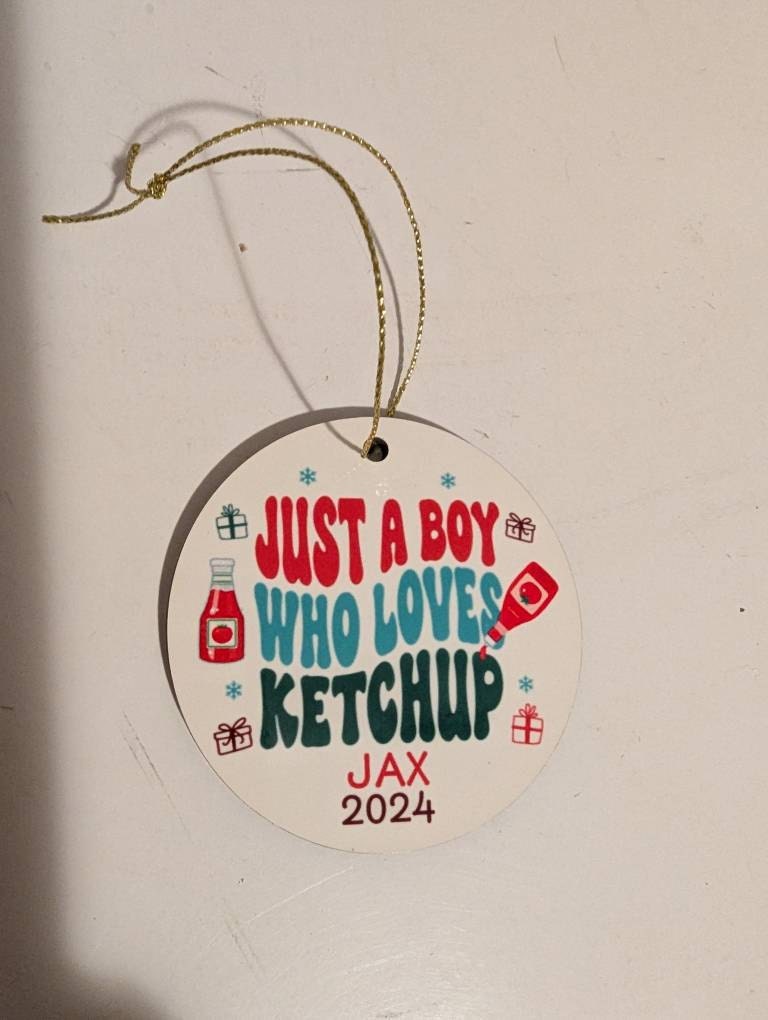 JUST A BOY
WHO LOVES
KETCHUP
JAX
2024